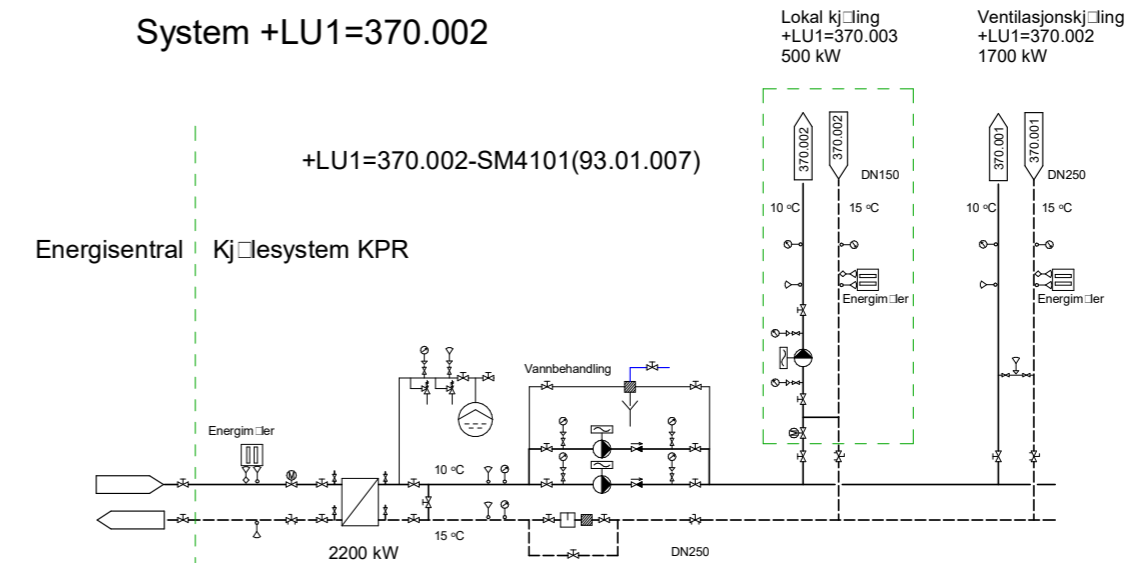 System +LU1=370.002
Lokal kj□ling
+LU1=370.003
500 kW
Ventilasjonskj□ling
+LU1=370.002
1700 kW
+LU1=370.002-SM4101(93.01.007)
370.002
370.002
DN150
370.001
370.001
DN250
10 °C
15 °C
10 °C
15 °C
Energisentral
Kj□lesystem KPR
Energim□ler
Energim□ler
Vannbehandling
Energim□ler
10 °C
15 °C
2200 kW
DN250